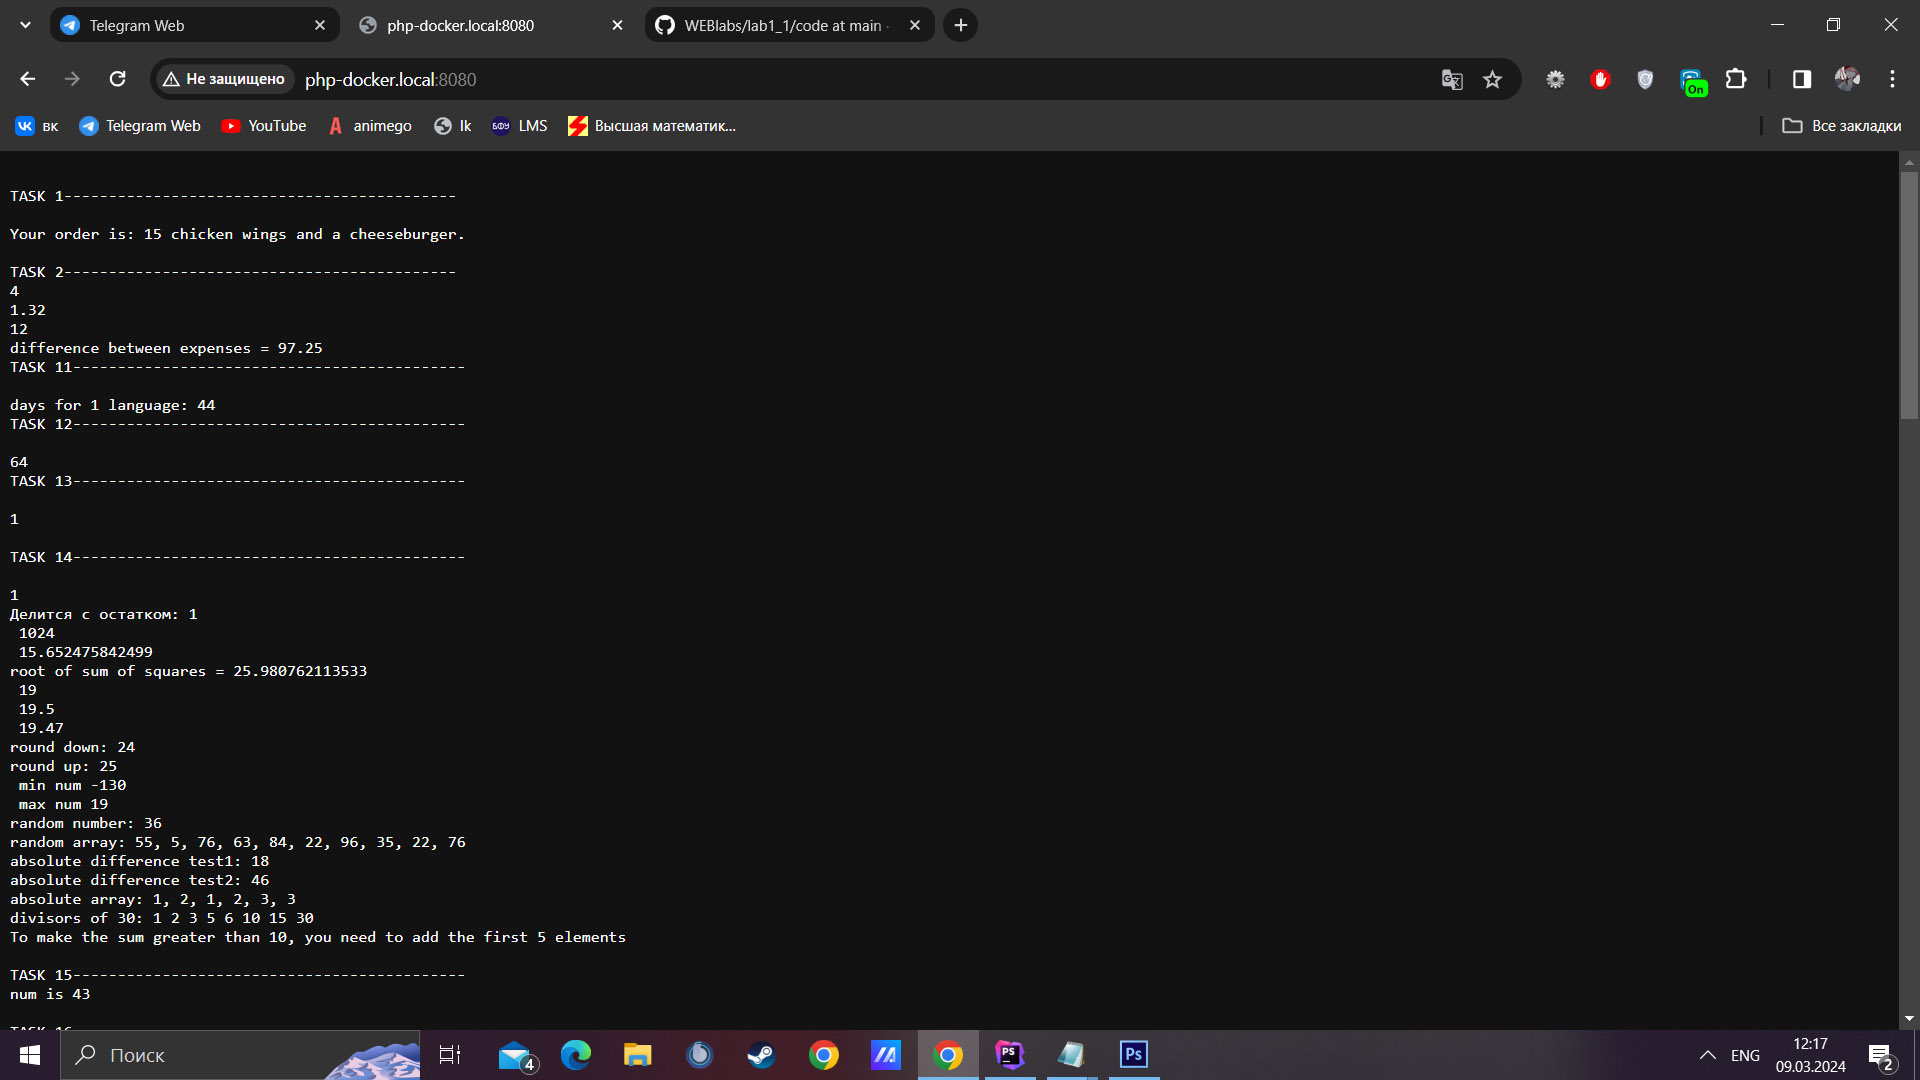 Telegram Web
php-docker.local:8080
WEBlabs/lab1_1/code at main ·
Не защищено
php-docker.local:8080
On
вк
Telegram Web
YouTube
animego
lk
БФУ
LMS
Высшая математик...
Все закладки
TASK 1--------------------------------------------
Your order is: 15 chicken wings and a cheeseburger.
TASK 2--------------------------------------------
4
1.32
12
difference between expenses = 97.25
TASK 11--------------------------------------------
days for 1 language: 44
TASK 12--------------------------------------------
64
TASK 13--------------------------------------------
1
TASK 14--------------------------------------------
1
Делится с остатком: 1
1024
15.652475842499
root of sum of squares = 25.980762113533
19
19.5
19.47
round down: 24
round up: 25
min num -130
max num 19
random number: 36
random array: 55, 5, 76, 63, 84, 22, 96, 35, 22, 76
absolute difference test1: 18
absolute difference test2: 46
absolute array: 1, 2, 1, 2, 3, 3
divisors of 30: 1 2 3 5 6 10 15 30
To make the sum greater than 10, you need to add the first 5 elements
TASK 15--------------------------------------------
num is 43
TASK 16
Поиск
4
PS
Ps
ENG
12:17
09.03.2024
2